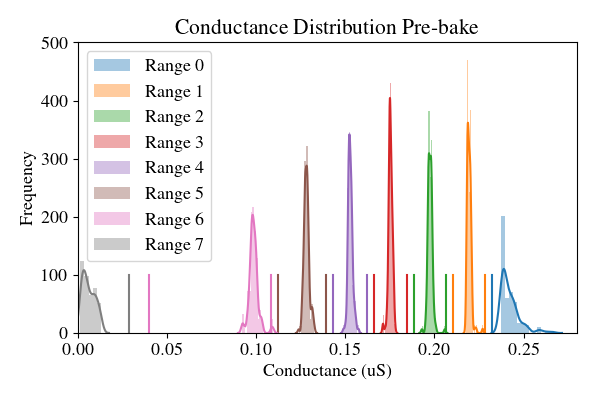 Conductance Distribution Pre-bake
500
400
300
200
100
0
Frequency
Range 0
Range 1
Range 2
Range 3
Range 4
Range 5
Range 6
Range 7
0.00 0.05 0.10 0.15 0.20 0.25
Conductance (uS)